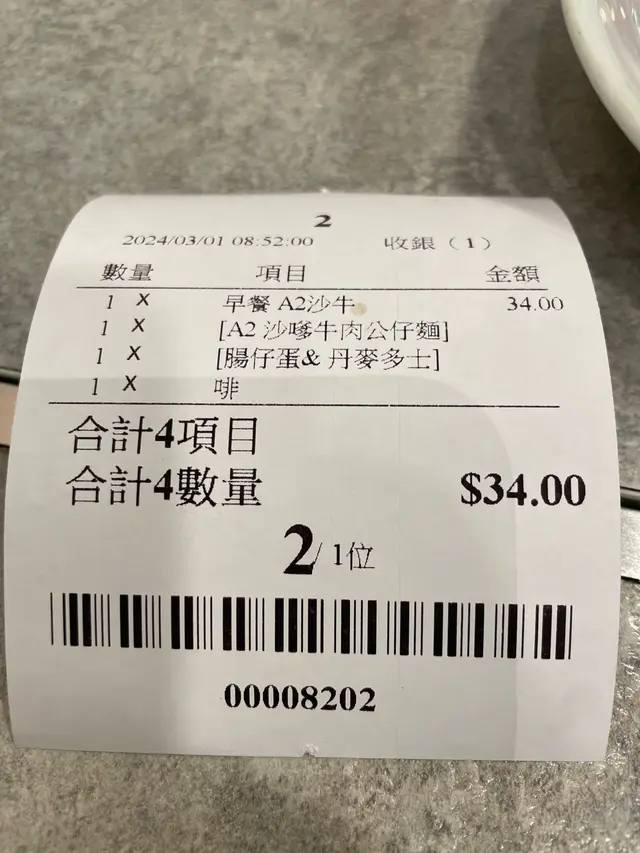 2
2024/03/01 08:52:00 收銀（1）
數量 項目 金額
1 X 早餐 A2沙牛 34.00
1 X [A2 沙嗲牛肉公仔麵]
1 X [腸仔蛋& 丹麥多士]
1 X 啡
合計4項目
合計4數量 $34.00
2/ 1位
00008202